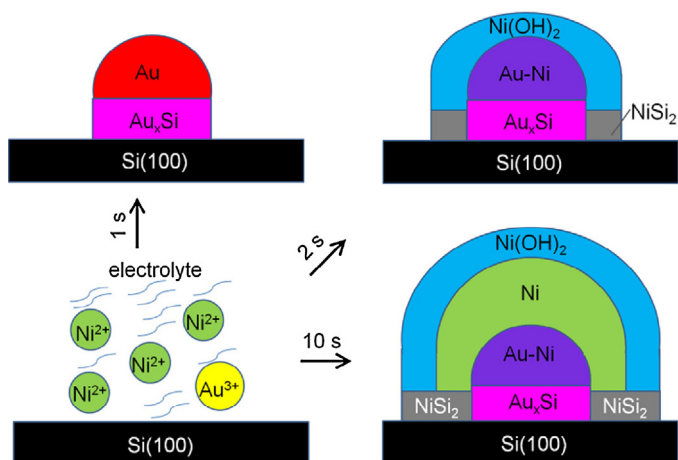 Au
AuₓSi
Si(100)
Ni(OH)₂
Au-Ni
AuₓSi
NiSi₂
Si(100)
1 s
2 s
10 s
electrolyte
Ni²⁺
Ni²⁺
Ni²⁺
Ni²⁺
Au³⁺
Si(100)
Ni(OH)₂
Ni
Au-Ni
NiSi₂
AuₓSi
NiSi₂
Si(100)